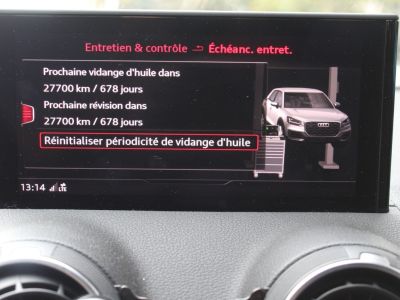 Entretien & contrôle Échéanc. entret.
Prochaine vidange d'huile dans
27700 km / 678 jours
Prochaine révision dans
27700 km / 678 jours
Réinitialiser périodicité de vidange d'huile
13:14